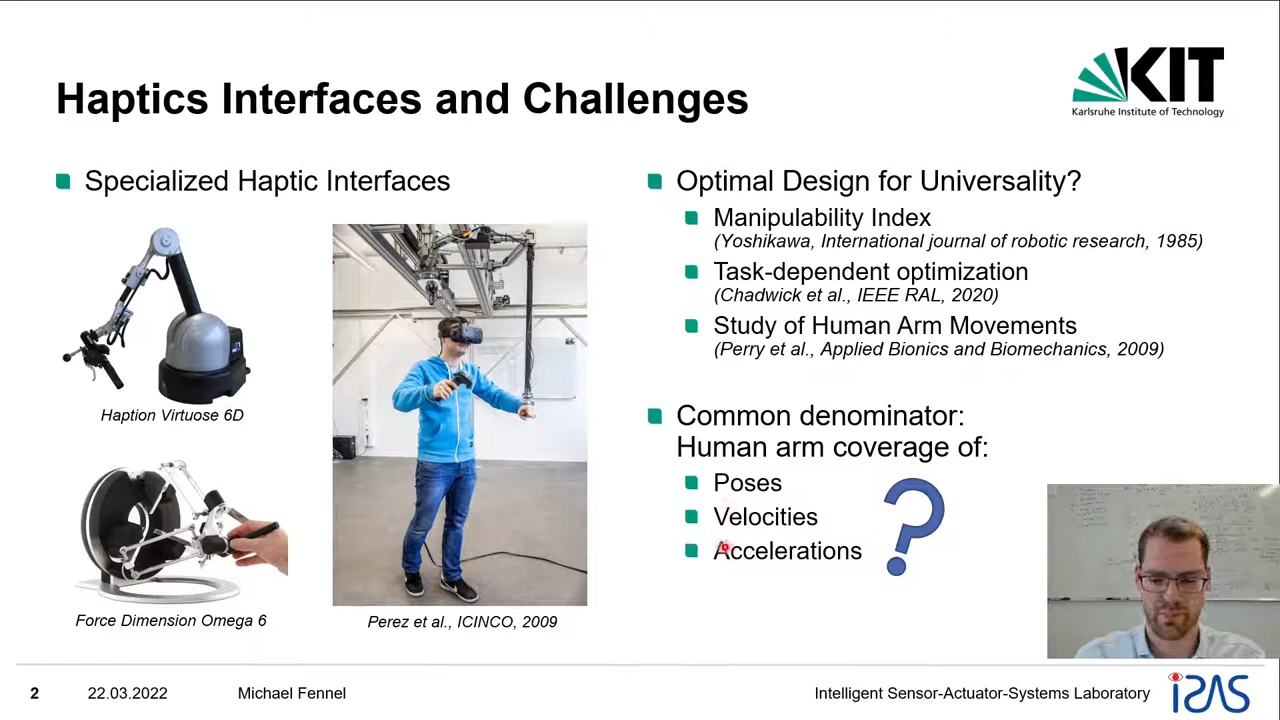 Haptics Interfaces and Challenges
KIT
Karlsruhe Institute of Technology
Specialized Haptic Interfaces
Haption Virtuose 6D
Force Dimension Omega 6
Perez et al., ICINCO, 2009
Optimal Design for Universality?
Manipulability Index
(Yoshikawa, International journal of robotic research, 1985)
Task-dependent optimization
(Chadwick et al., IEEE RAL, 2020)
Study of Human Arm Movements
(Perry et al., Applied Bionics and Biomechanics, 2009)
Common denominator:
Human arm coverage of:
Poses
Velocities
Accelerations
?
2
22.03.2022
Michael Fennel
Intelligent Sensor-Actuator-Systems Laboratory
ISAS